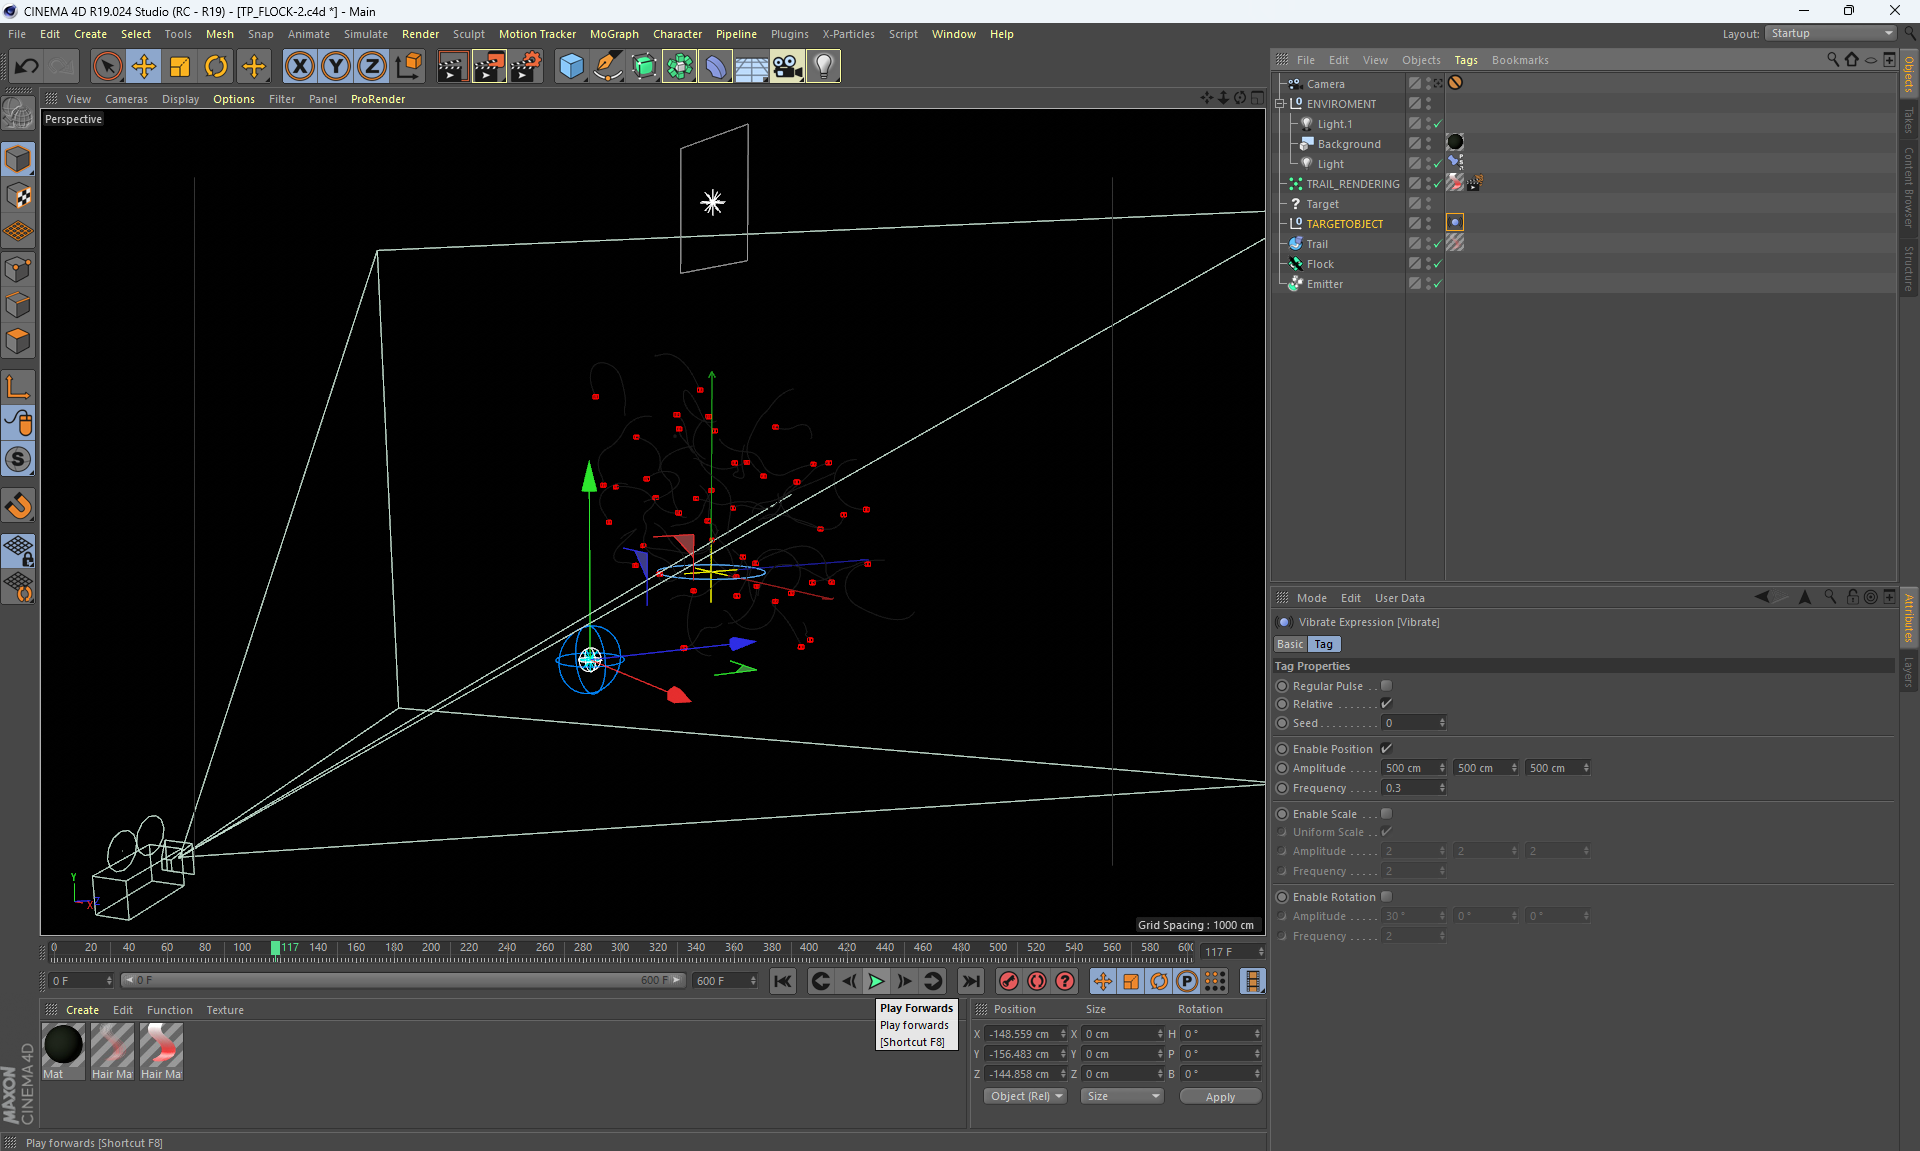 CINEMA 4D R19.024 Studio (RC - R19) - [TP_FLOCK-2.c4d *] - Main
File Edit Create Select Tools Mesh Snap Animate Simulate Render Sculpt Motion Tracker MoGraph Character Pipeline Plugins X-Particles Script Window Help
Layout: Startup
View Cameras Display Options Filter Panel ProRender
Perspective
Grid Spacing : 1000 cm
Y
X
Z
File Edit View Objects Tags Bookmarks
Camera
ENVIROMENT
Light.1
Background
Light
TRAIL_RENDERING
Target
TARGETOBJECT
Trail
Flock
Emitter
Objects
Takes
Content Browser
Structure
Mode Edit User Data
Vibrate Expression [Vibrate]
Basic Tag
Tag Properties
Regular Pulse . .
Relative . . . . . . .
Seed . . . . . . . . . . 0
Enable Position
Amplitude . . . . . 500 cm 500 cm 500 cm
Frequency . . . . . 0.3
Enable Scale
Uniform Scale . .
Amplitude . . . . . 2 2 2
Frequency . . . . . 2
Enable Rotation
Amplitude . . . . . 30 ° 0 ° 0 °
Frequency . . . . . 2
Attributes
Layers
0 20 40 60 80 100 117 140 160 180 200 220 240 260 280 300 320 340 360 380 400 420 440 460 480 500 520 540 560 580 600
117 F
0 F 0 F 600 F 600 F
Play Forwards
Play forwards
[Shortcut F8]
Create Edit Function Texture
Mat Hair Mat Hair Mat
Position Size Rotation
X -148.559 cm X 0 cm H 0 °
Y -156.483 cm Y 0 cm P 0 °
Z -144.858 cm Z 0 cm B 0 °
Object (Rel) Size Apply
MAXON
CINEMA 4D
Play forwards [Shortcut F8]